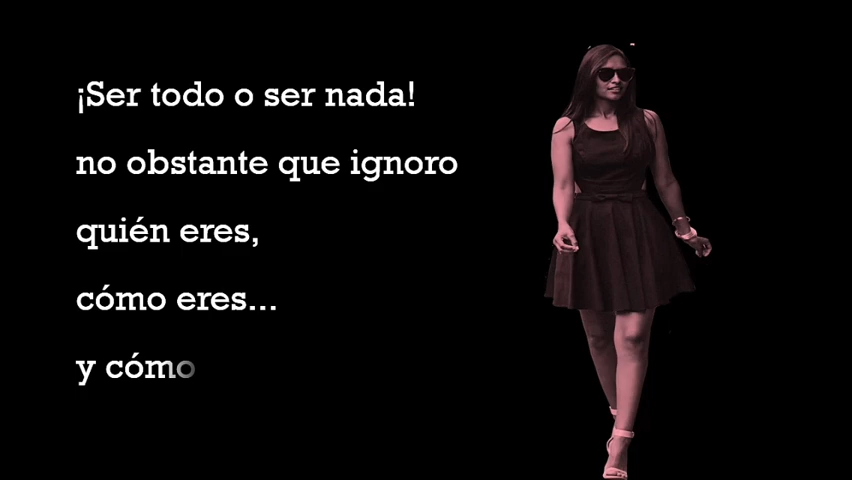 ¡Ser todo o ser nada!
no obstante que ignoro
quién eres,
cómo eres...
y cómo